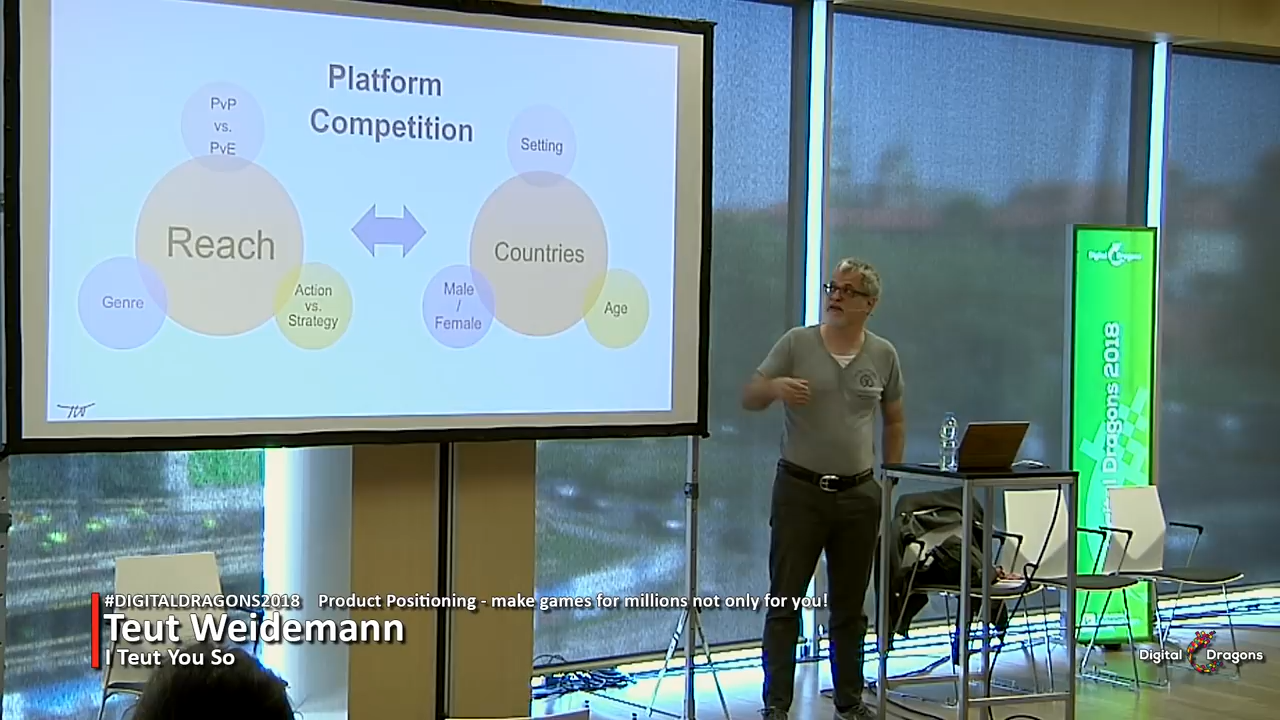 Platform
Competition
PvP
vs.
PvE
Reach
Genre
Action
vs.
Strategy
Setting
Countries
Male
/
Female
Age
Digital Dragons
Dragons 2018
#DIGITALDRAGONS2018 Product Positioning - make games for millions not only for you!
Teut Weidemann
I Teut You So
Digital Dragons